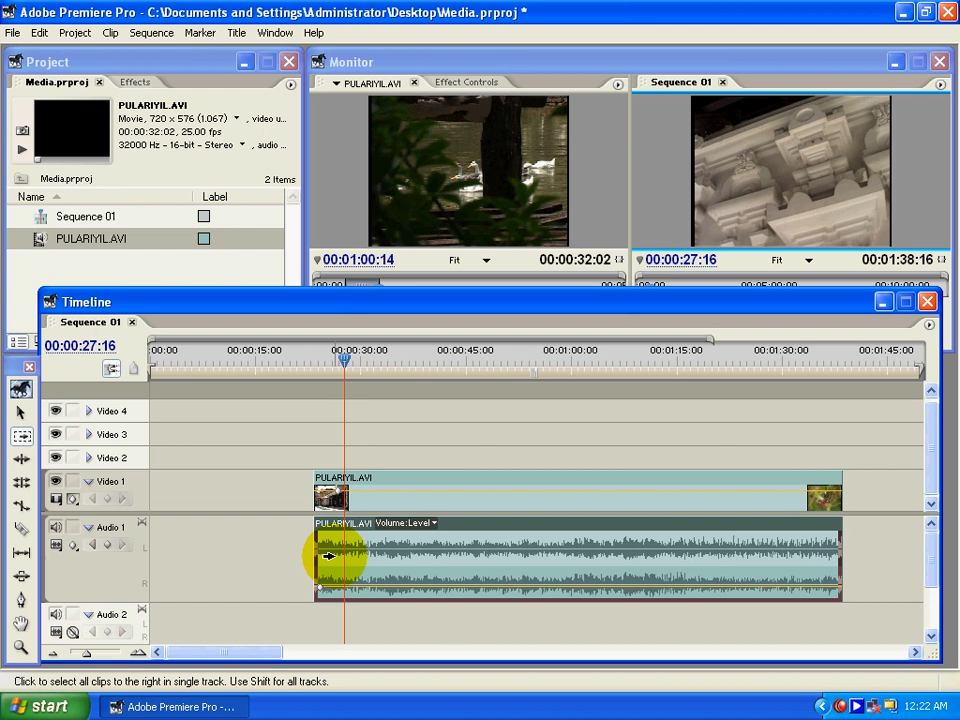 Adobe Premiere Pro - C:\Documents and Settings\Administrator\Desktop\Media.prproj *
File Edit Project Clip Sequence Marker Title Window Help
Project
Media.prproj Effects
PULARIYIL.AVI
Movie, 720 x 576 (1.067) , video u...
00:00:32:02, 25.00 fps
32000 Hz - 16-bit - Stereo , audio ...
Media.prproj 2 Items
Name Label
Sequence 01
PULARIYIL.AVI
Monitor
PULARIYIL.AVI Effect Controls
Sequence 01
00:01:00:14 Fit 00:00:32:02
00:00:27:16 Fit 00:01:38:16
Timeline
Sequence 01
00:00:27:16
:00:00 00:00:15:00 00:00:30:00 00:00:45:00 00:01:00:00 00:01:15:00 00:01:30:00 00:01:45:00
Video 4
Video 3
Video 2
Video 1
PULARIYIL.AVI
Audio 1
PULARIYIL.AVI Volume:Level
L
R
Audio 2
L
R
Click to select all clips to the right in single track. Use Shift for all tracks.
start
Adobe Premiere Pro -...
12:22 AM